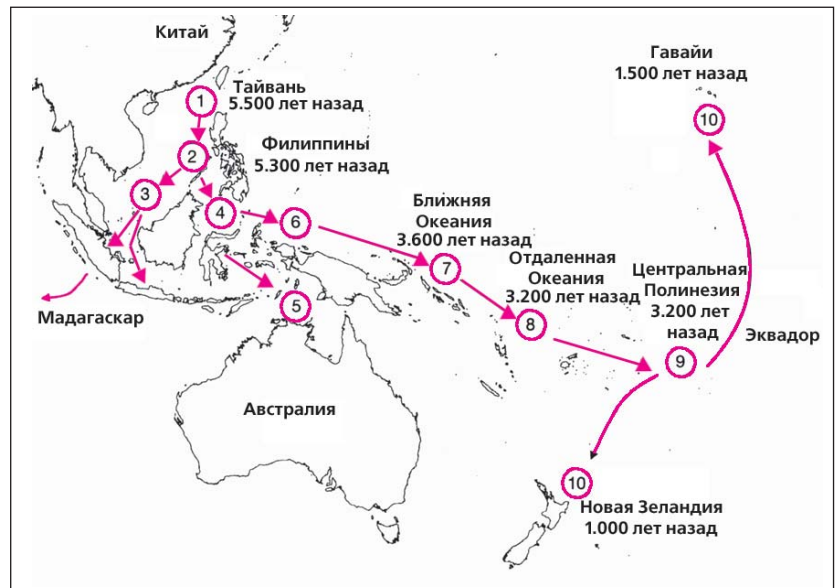 Китай
Гавайи
1.500 лет назад
10
Тайвань
5.500 лет назад
1
Филиппины
5.300 лет назад
2
3
4
6
Ближняя
Океания
3.600 лет назад
7
Отдаленная
Океания
3.200 лет назад
8
Центральная
Полинезия
3.200 лет
назад
9
Эквадор
Мадагаскар
5
Австралия
10
Новая Зеландия
1.000 лет назад